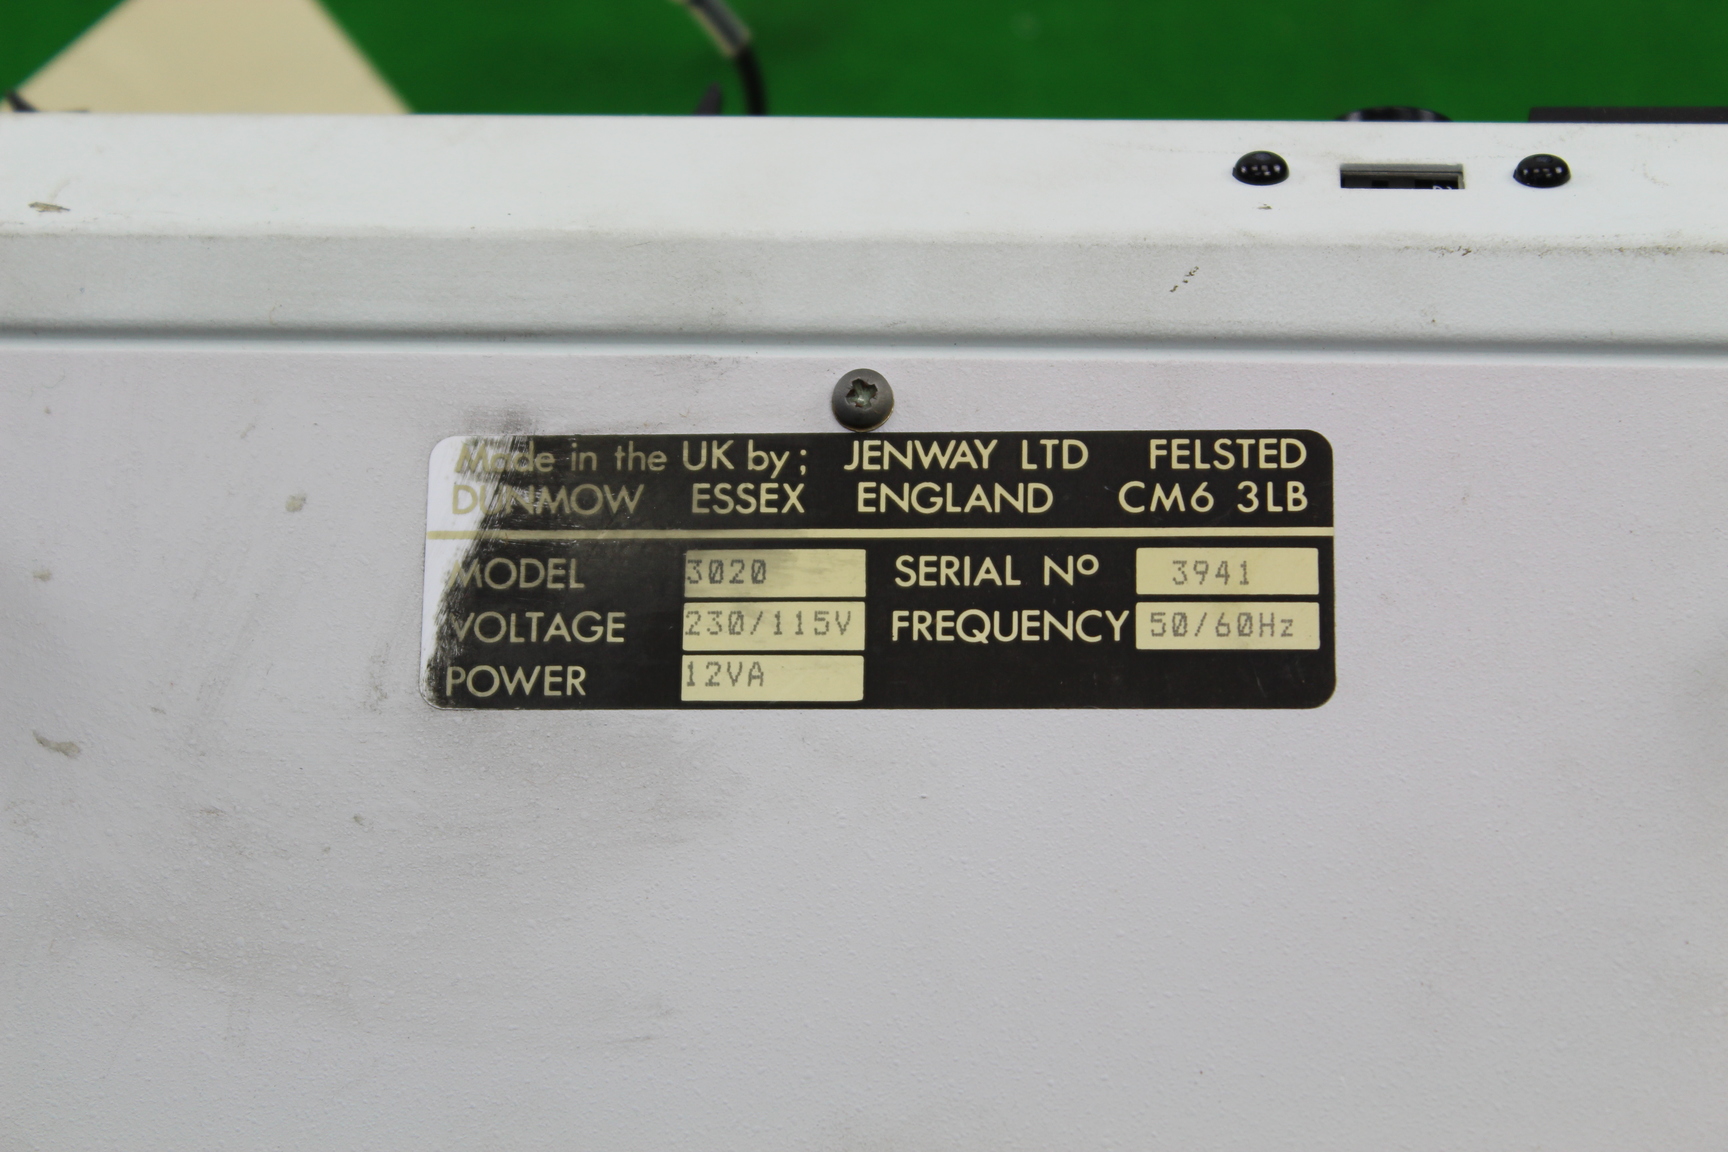 Made in the UK by; JENWAY LTD FELSTED
DUNMOW ESSEX ENGLAND CM6 3LB
MODEL 3020 SERIAL Nº 3941
VOLTAGE 230/115V FREQUENCY 50/60Hz
POWER 12VA